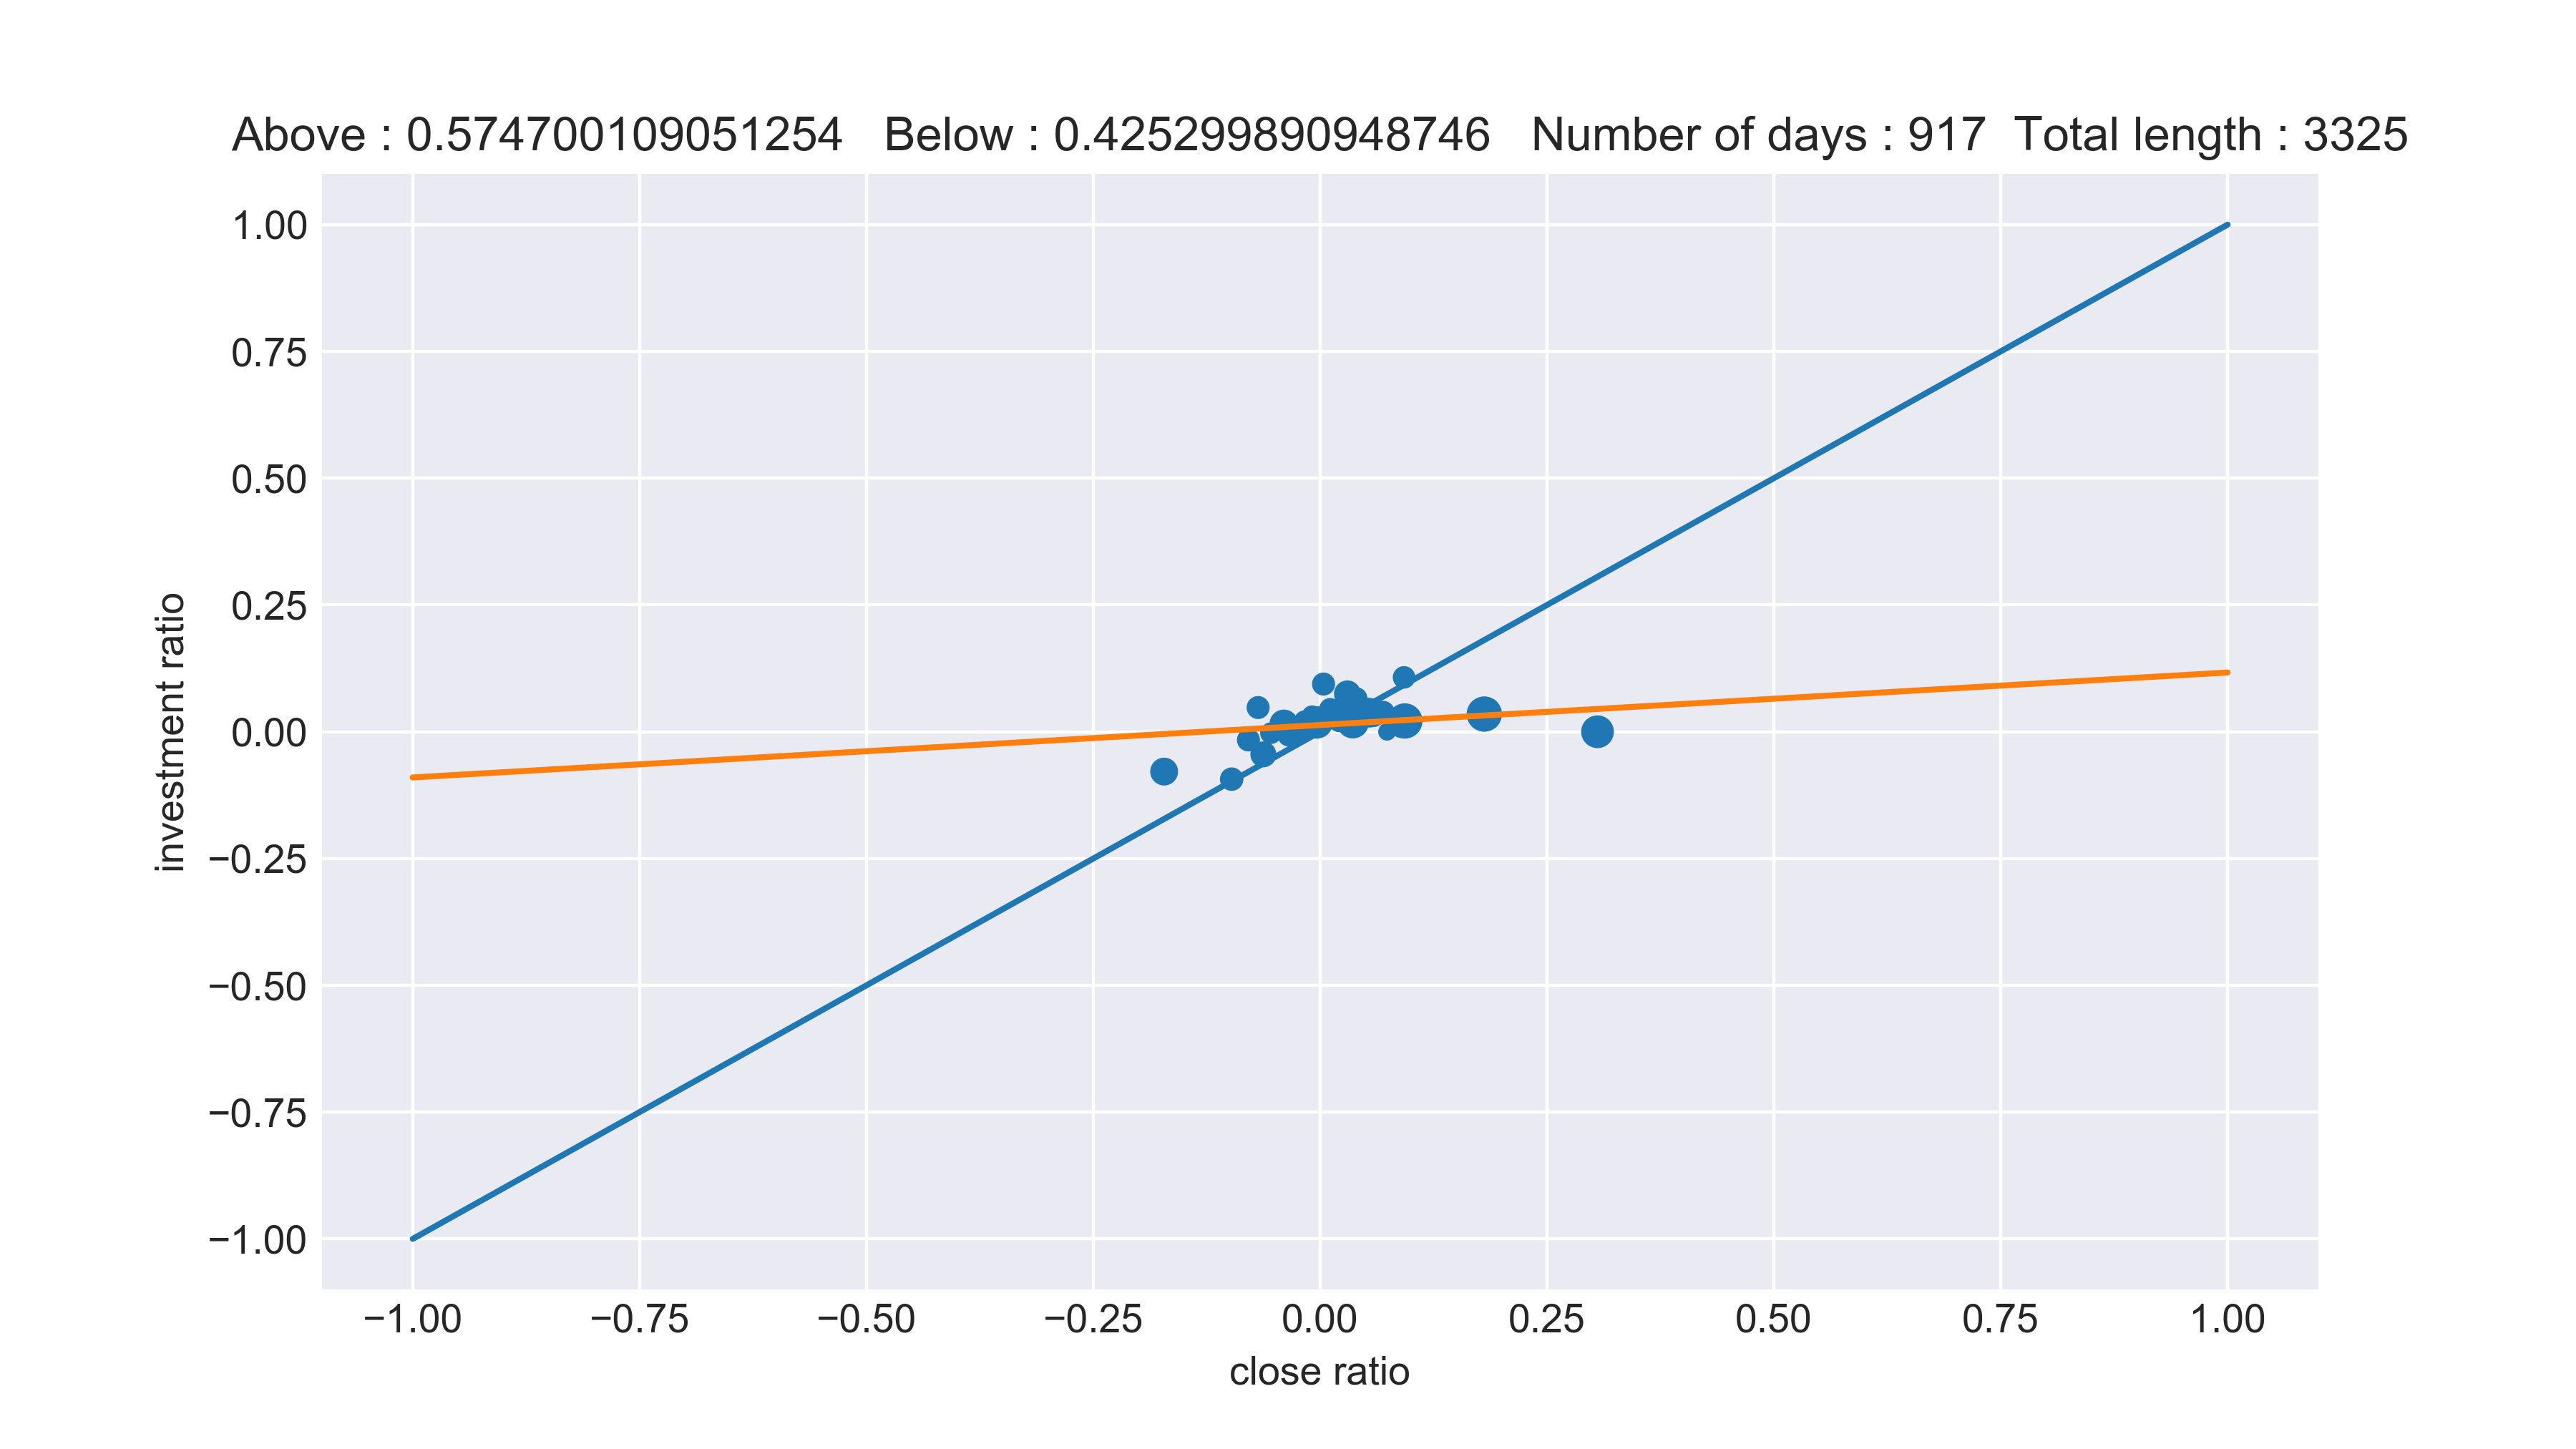 Above : 0.574700109051254   Below : 0.425299890948746   Number of days : 917  Total length : 3325
1.00
0.75
0.50
0.25
0.00
−0.25
−0.50
−0.75
−1.00
investment ratio
−1.00 −0.75 −0.50 −0.25 0.00 0.25 0.50 0.75 1.00
close ratio